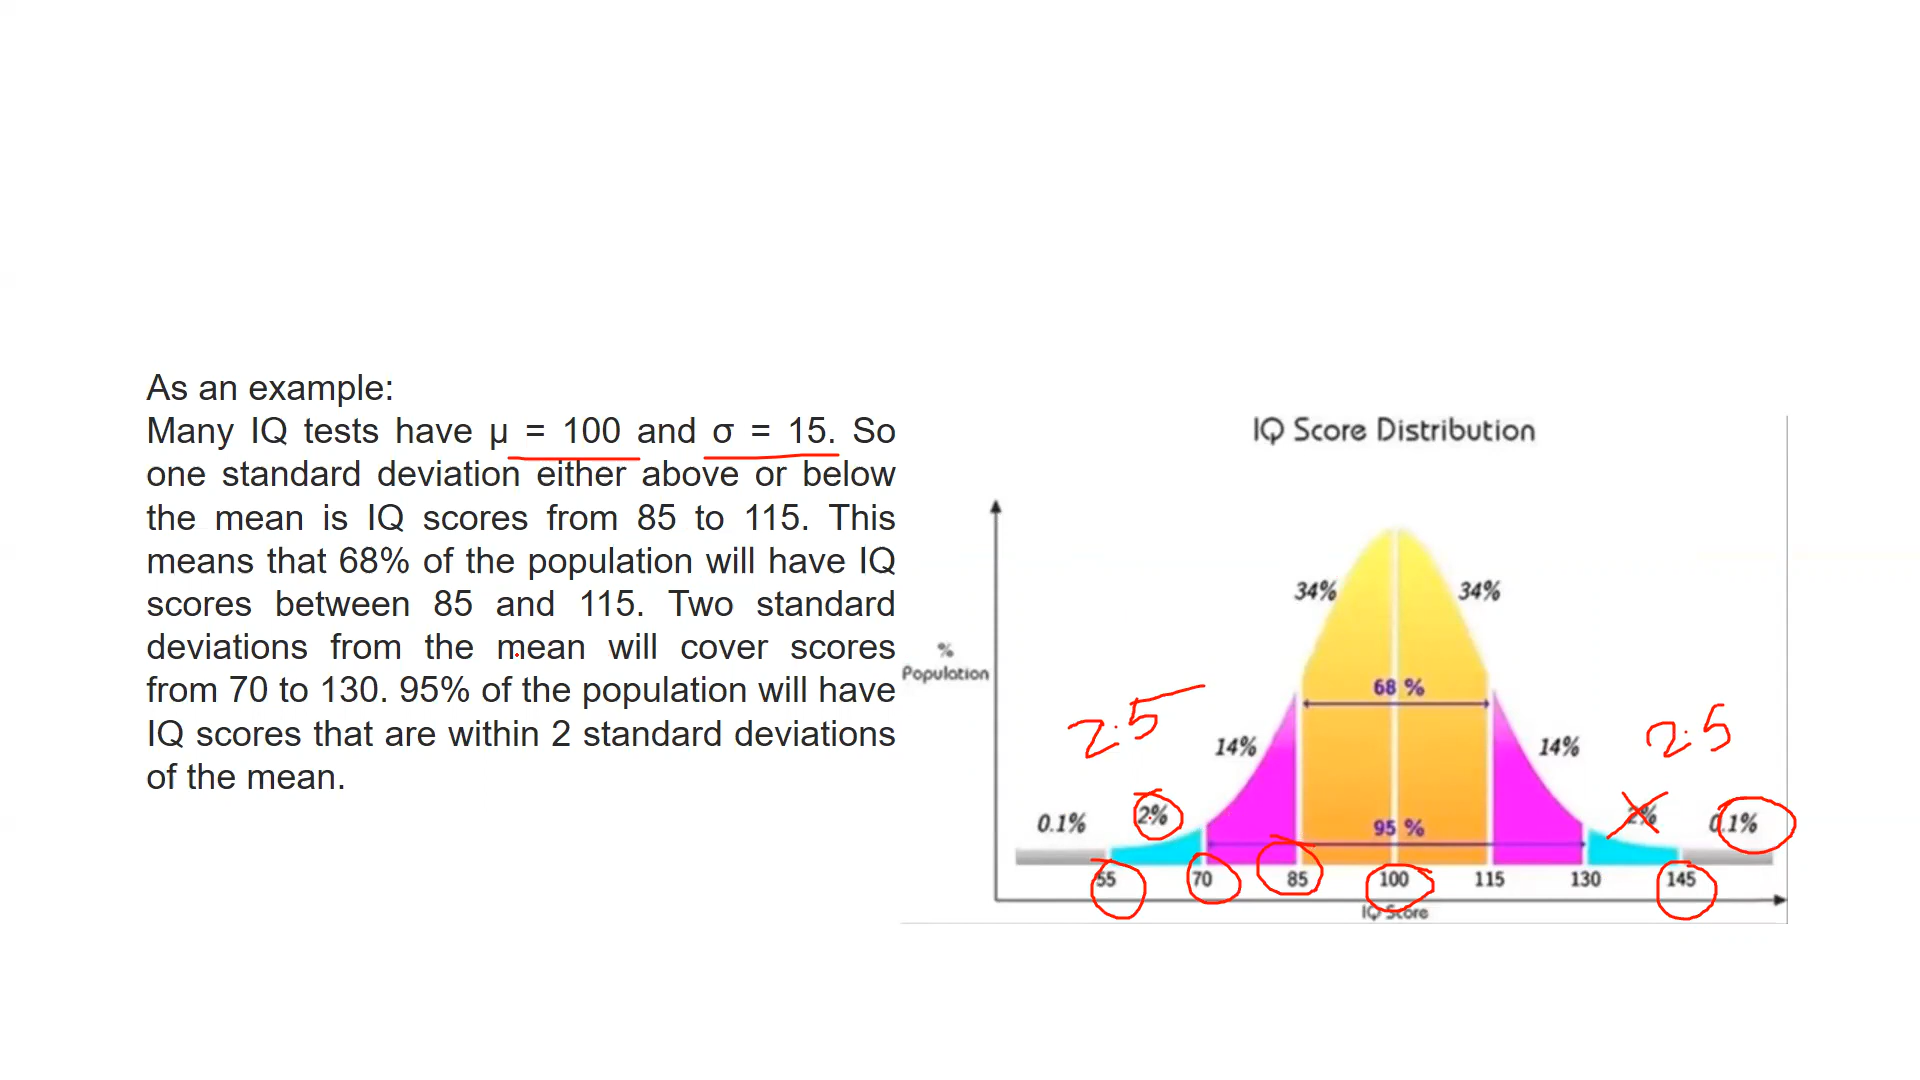 As an example:
Many IQ tests have μ = 100 and σ = 15. So
one standard deviation either above or below
the mean is IQ scores from 85 to 115. This
means that 68% of the population will have IQ
scores between 85 and 115. Two standard
deviations from the mean will cover scores
from 70 to 130. 95% of the population will have
IQ scores that are within 2 standard deviations
of the mean.
IQ Score Distribution
34% 34%
%
Population
68 %
2.5 2.5
14% 14%
0.1% 2% 95 % 2% 0.1%
55 70 85 100 115 130 145
IQ Score